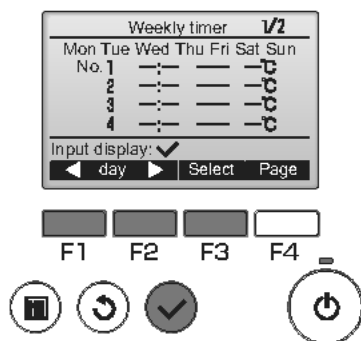 Weekly timer 1/2
Mon Tue Wed Thu Fri Sat Sun
No. 1 –:– –– –℃
2 –:– –– –℃
3 –:– –– –℃
4 –:– –– –℃
Input display: ✔
◀ day ▶ Select Page
F1 F2 F3 F4